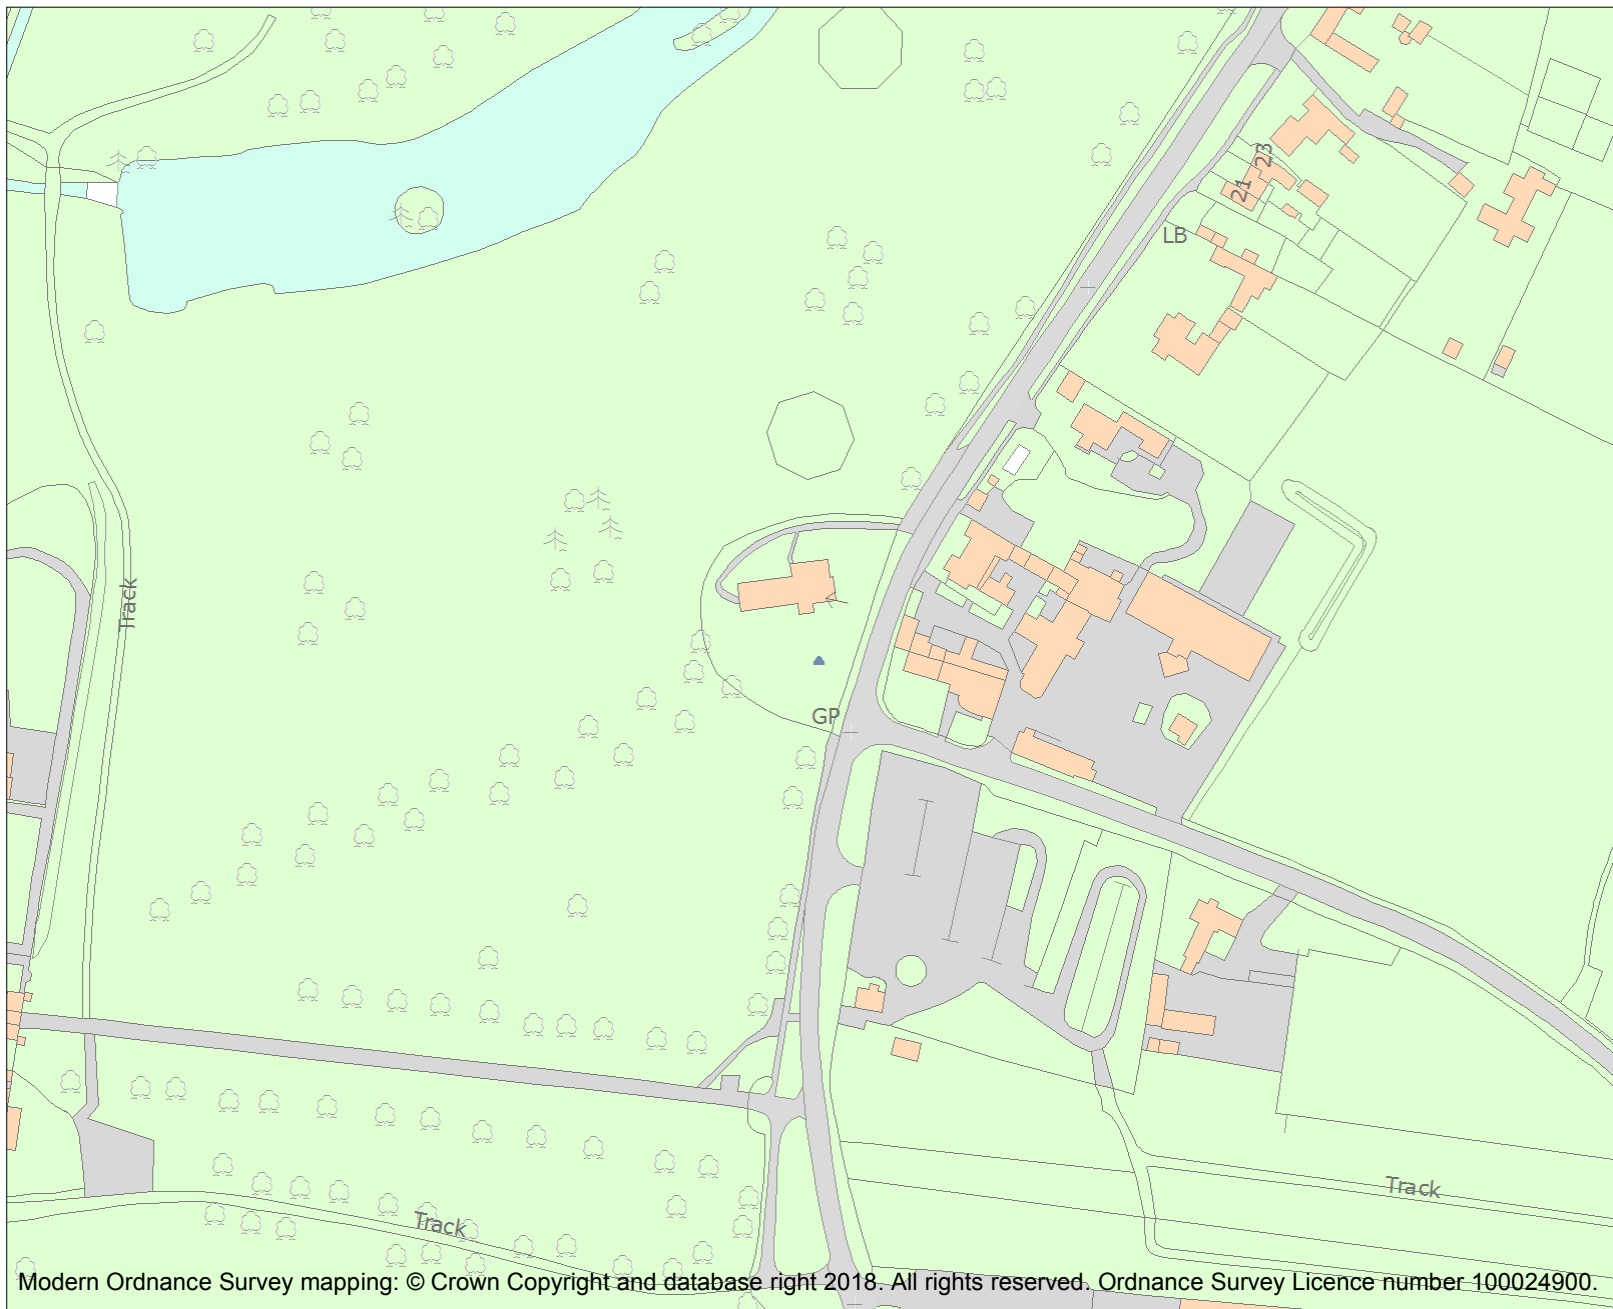 23
21
LB
Track
GP
Track
Track
Modern Ordnance Survey mapping: © Crown Copyright and database right 2018. All rights reserved. Ordnance Survey Licence number 100024900.